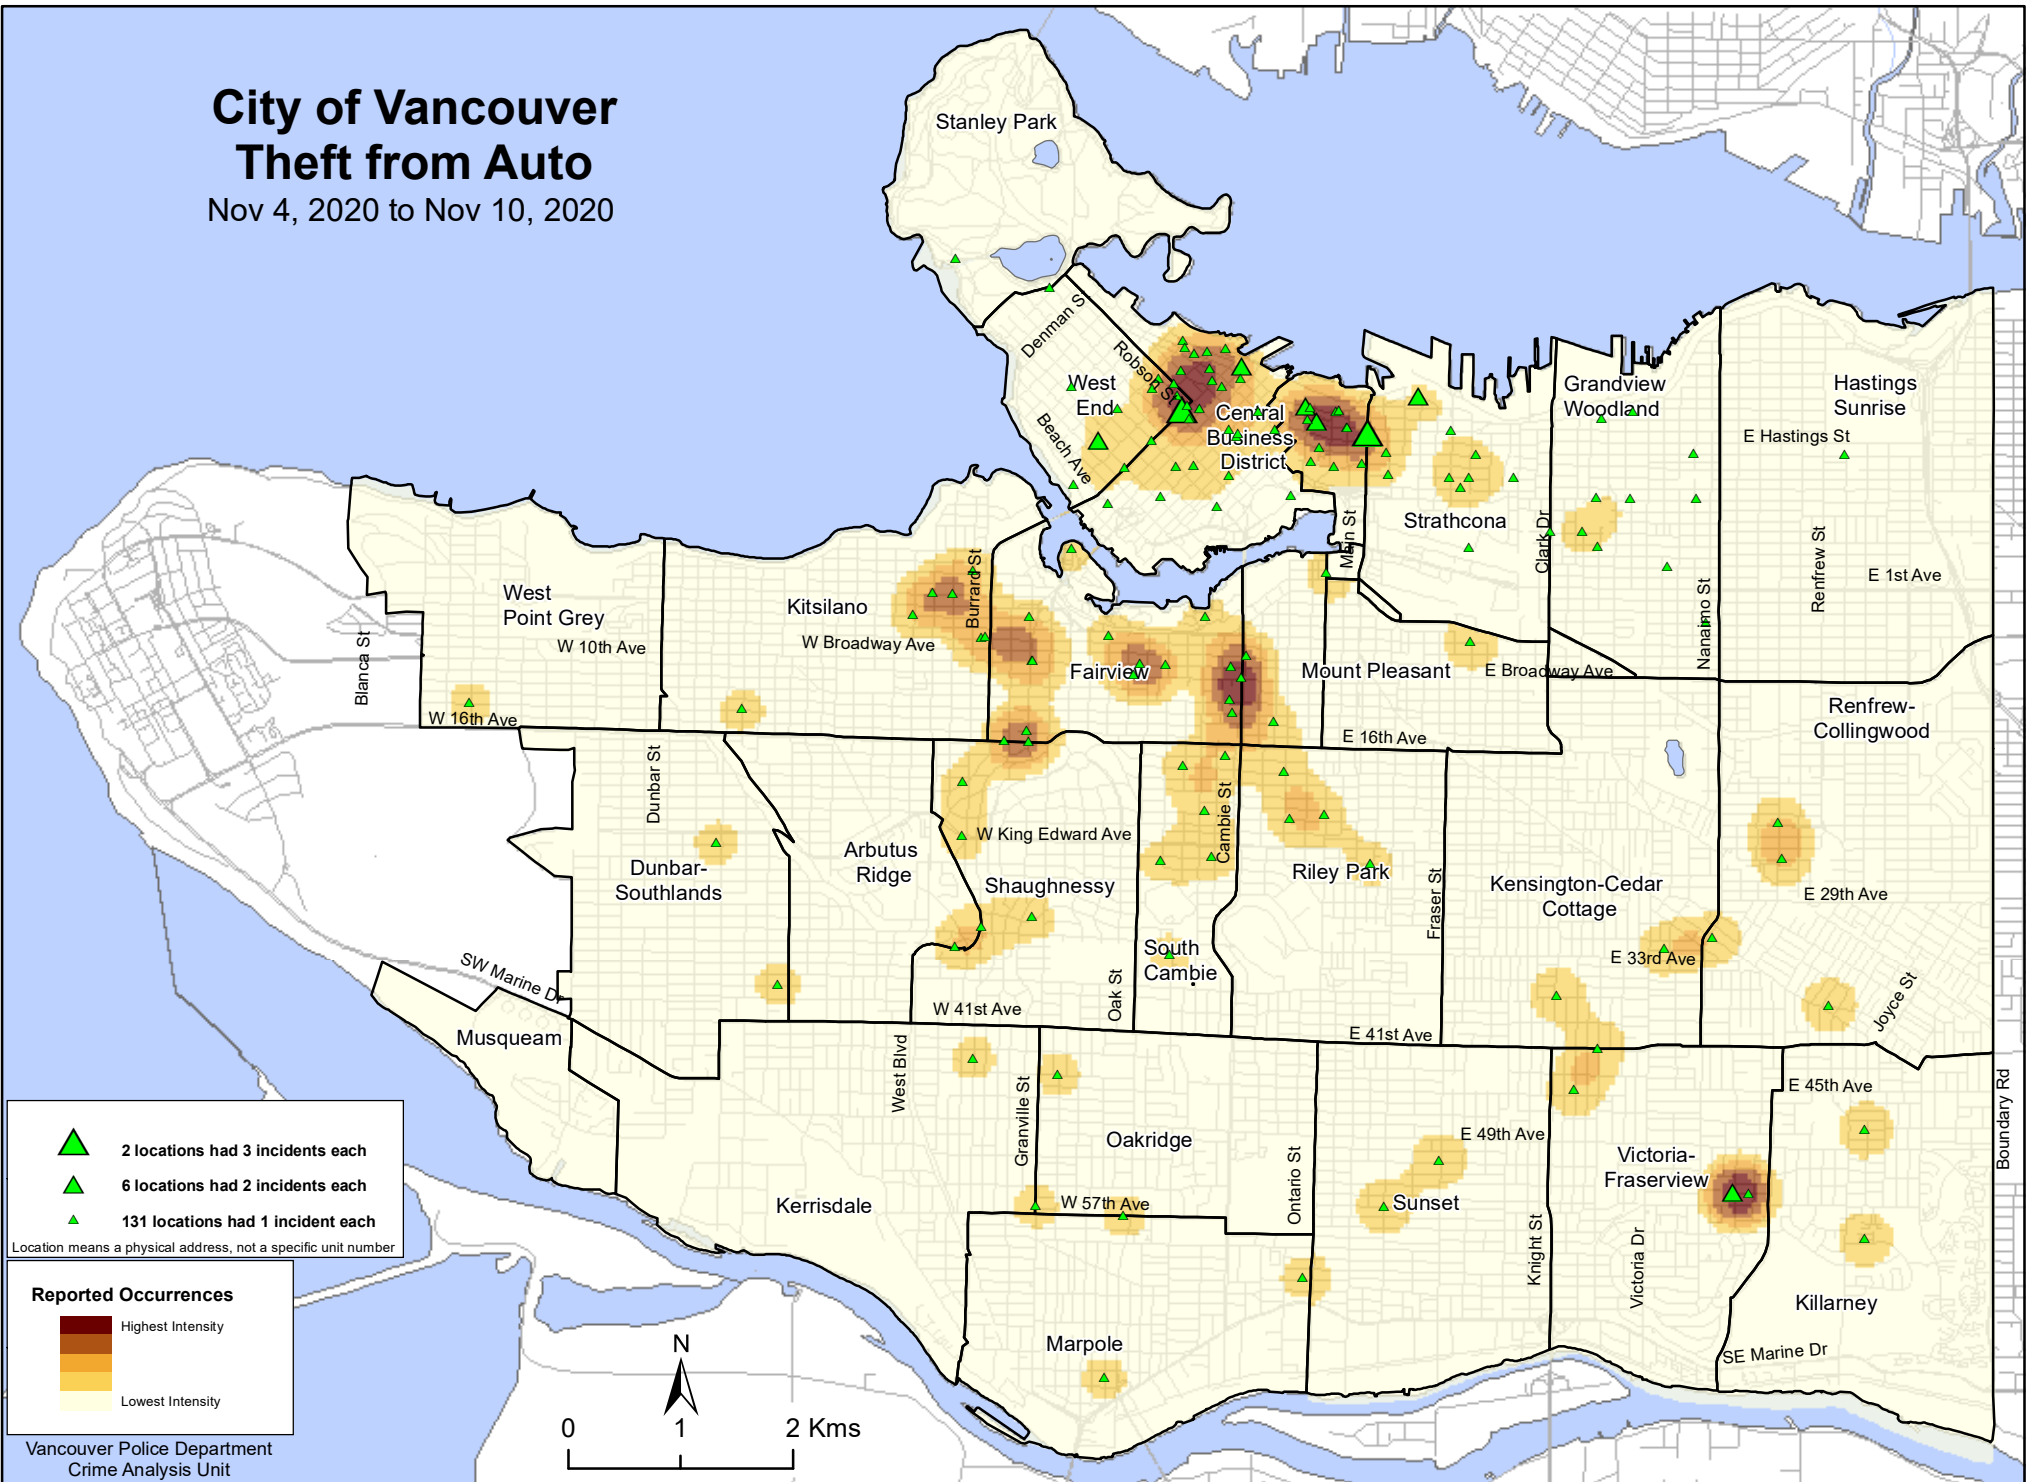 City of Vancouver
Theft from Auto
Nov 4, 2020 to Nov 10, 2020
Stanley Park
Denman S
Robson St
West
End
Beach Ave
Central
Business
District
Grandview
Woodland
Hastings
Sunrise
E Hastings St
Strathcona
Main St
Clark Dr
Nanaimo St
Renfrew St
E 1st Ave
West
Point Grey
Kitsilano
Burrard St
W 10th Ave
W Broadway Ave
Blanca St
Fairview
Mount Pleasant
E Broadway Ave
W 16th Ave
E 16th Ave
Renfrew-
Collingwood
Dunbar St
Cambie St
W King Edward Ave
Arbutus
Ridge
Dunbar-
Southlands
Shaughnessy
Riley Park
Fraser St
Kensington-Cedar
Cottage
E 29th Ave
South
Cambie
E 33rd Ave
SW Marine Dr
Oak St
W 41st Ave
Joyce St
Musqueam
E 41st Ave
West Blvd
Granville St
E 45th Ave
Boundary Rd
Oakridge
E 49th Ave
Ontario St
Victoria-
Fraserview
Kerrisdale
W 57th Ave
Sunset
Knight St
Victoria Dr
Killarney
Marpole
SE Marine Dr
2 locations had 3 incidents each
6 locations had 2 incidents each
131 locations had 1 incident each
Location means a physical address, not a specific unit number
Reported Occurrences
Highest Intensity
Lowest Intensity
Vancouver Police Department
Crime Analysis Unit
N
0 1 2 Kms